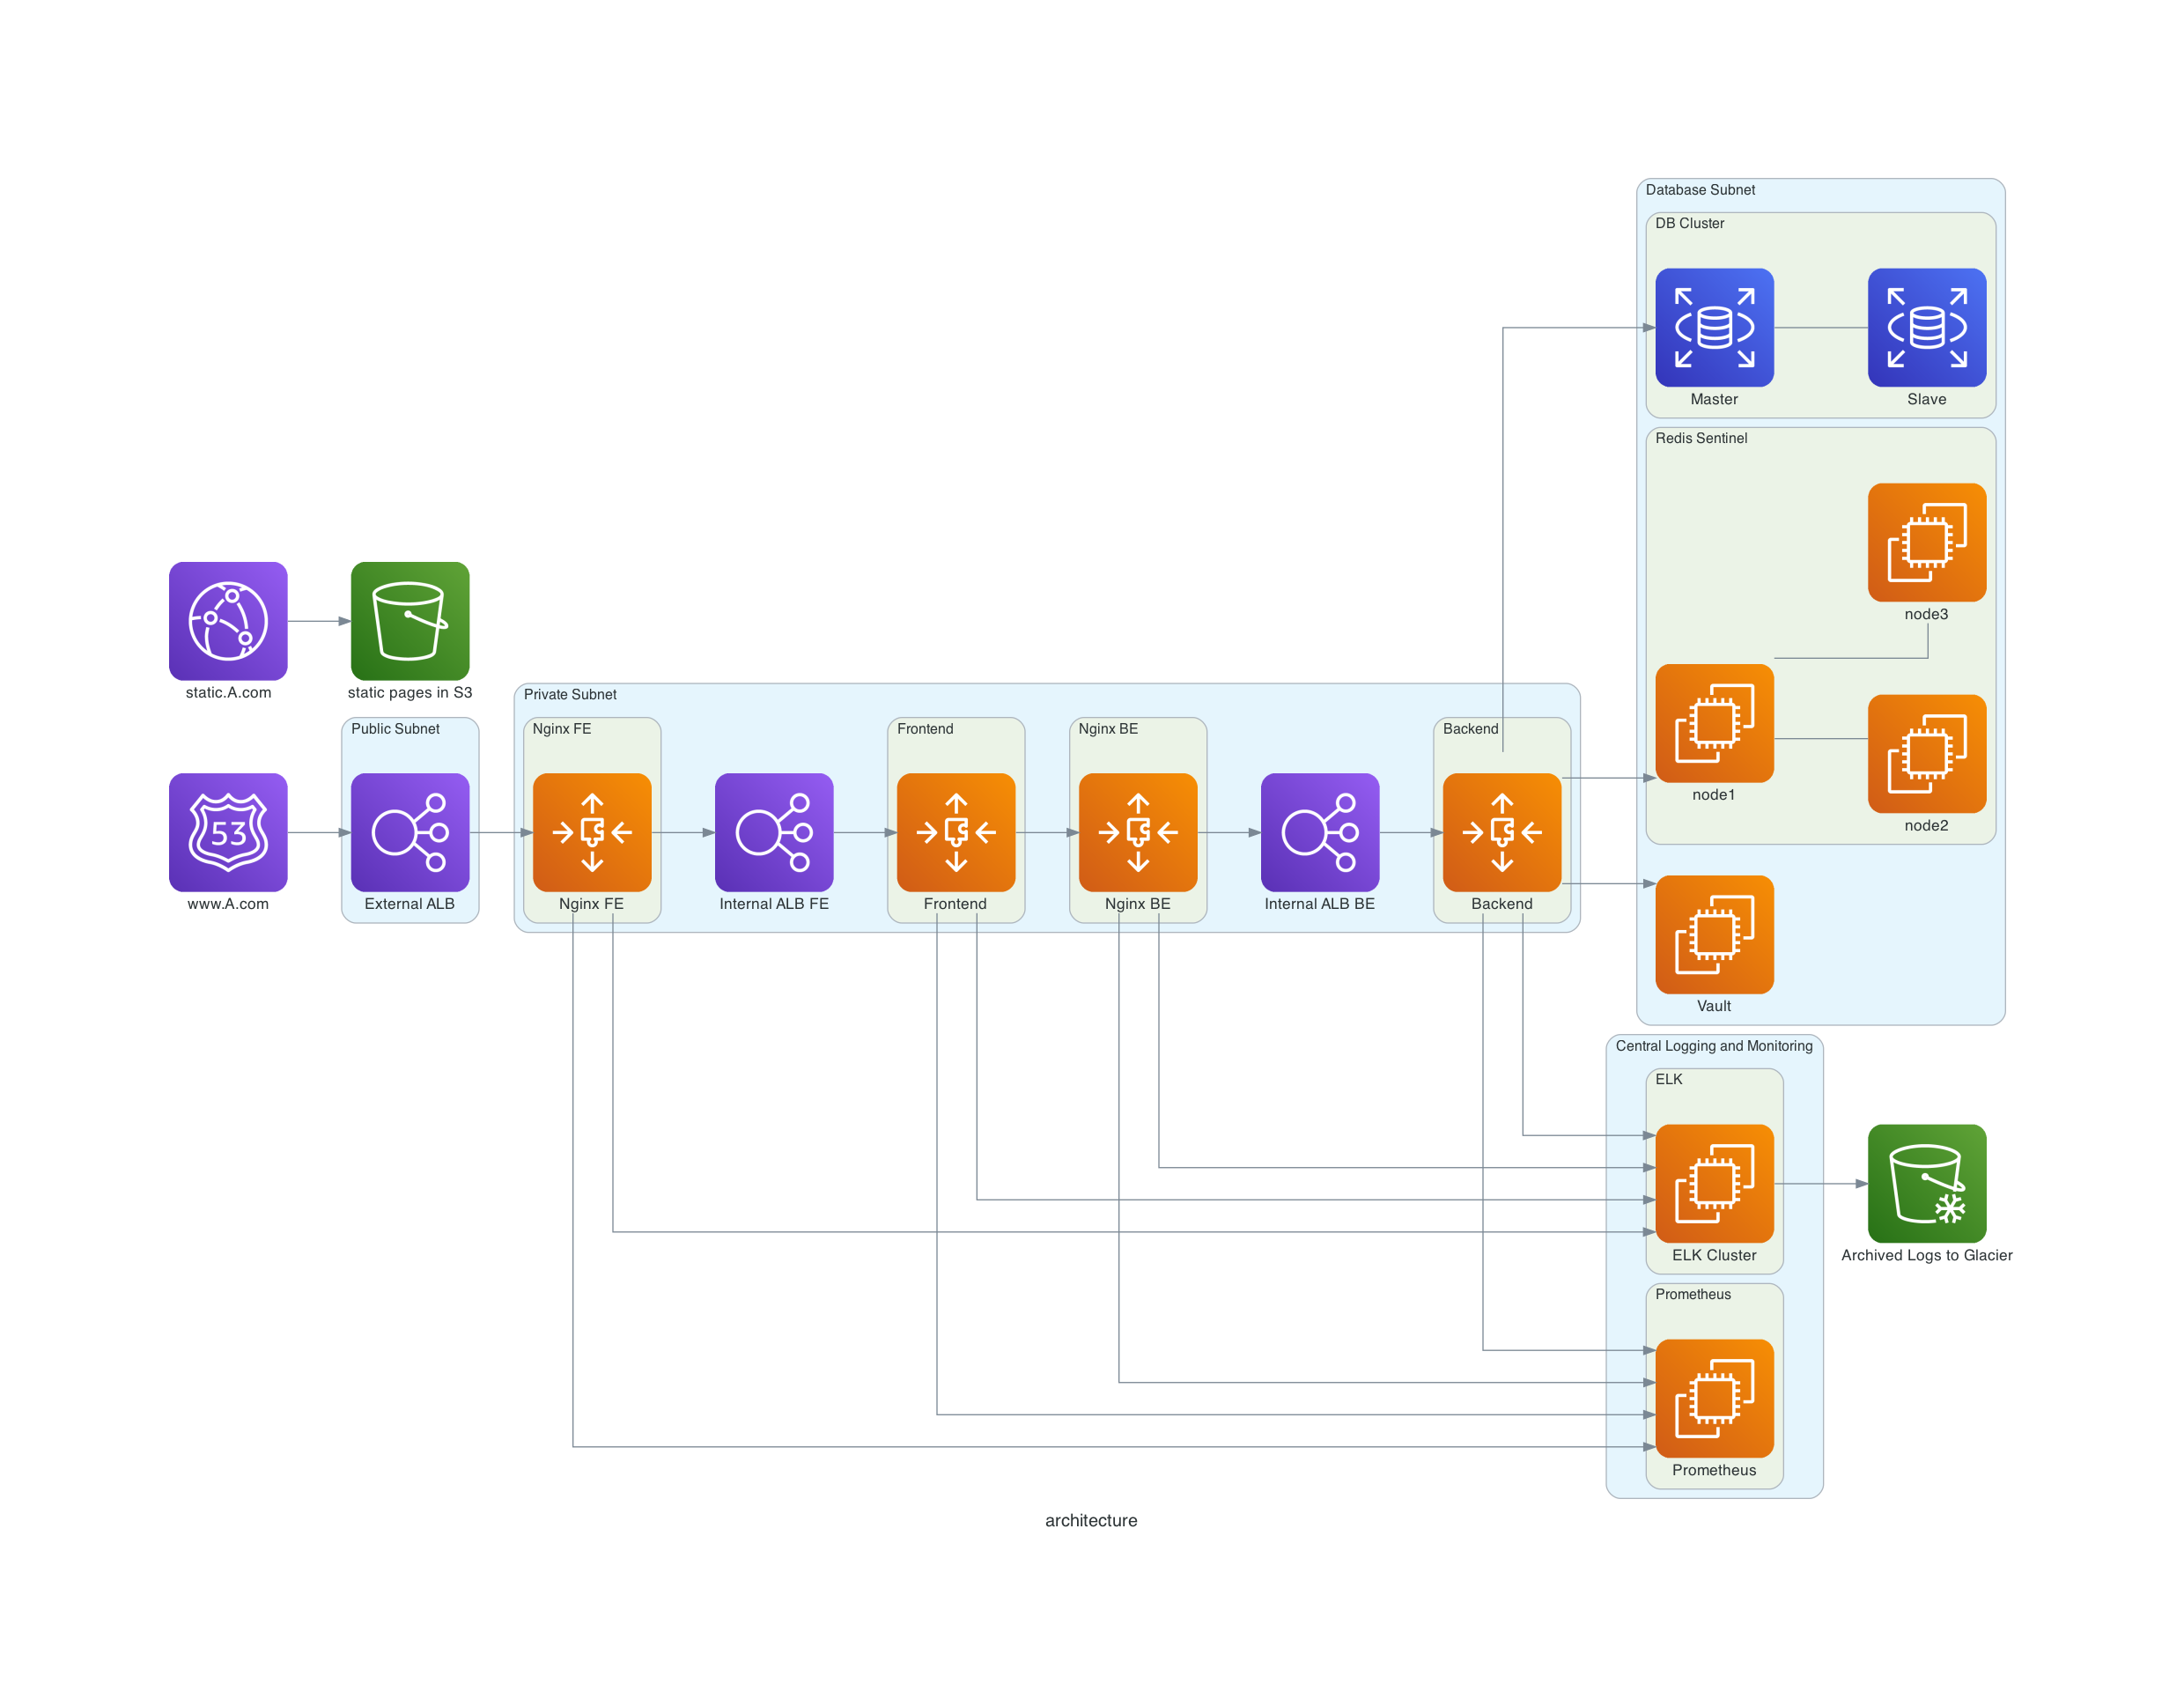 Database Subnet
DB Cluster
Master
Slave
Redis Sentinel
node3
node1
node2
Vault
static.A.com
static pages in S3
Private Subnet
Public Subnet
Nginx FE
Frontend
Nginx BE
Backend
53
www.A.com
External ALB
Nginx FE
Internal ALB FE
Frontend
Nginx BE
Internal ALB BE
Backend
Central Logging and Monitoring
ELK
ELK Cluster
Archived Logs to Glacier
Prometheus
Prometheus
architecture